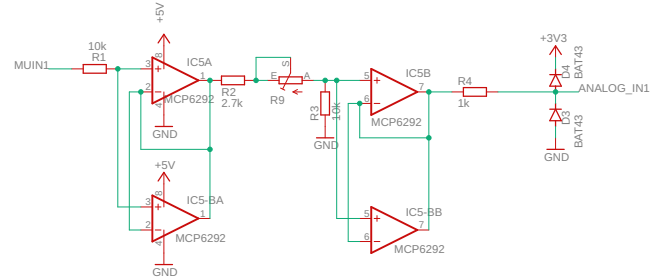 +5V
10k
R1
MUIN1
8
3
2
4
1
IC5A
MCP6292
GND
R2
2.7k
E
S
A
R9
R3
10k
GND
5
6
7
IC5B
MCP6292
R4
1k
+3V3
D4
BAT43
ANALOG_IN1
D3
BAT43
GND
+5V
8
3
2
4
1
IC5-BA
MCP6292
GND
5
6
7
IC5-BB
MCP6292